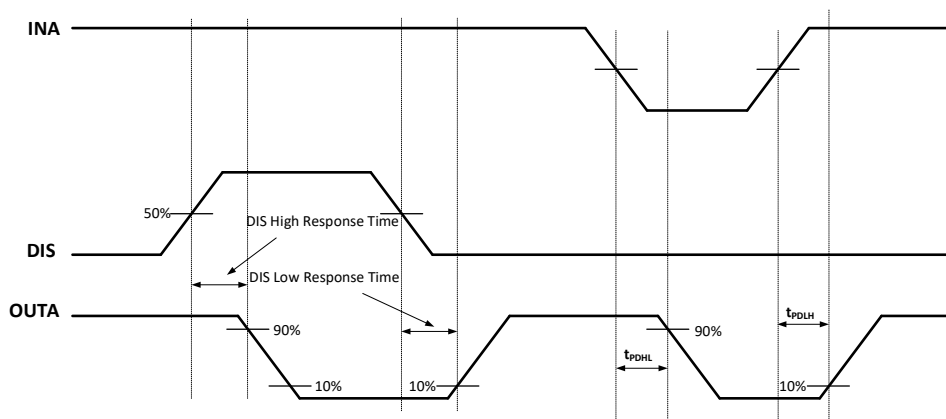 INA
50%
DIS High Response Time
DIS
DIS Low Response Time
OUTA
90%
10%
10%
90%
tPDHL
tPDLH
10%